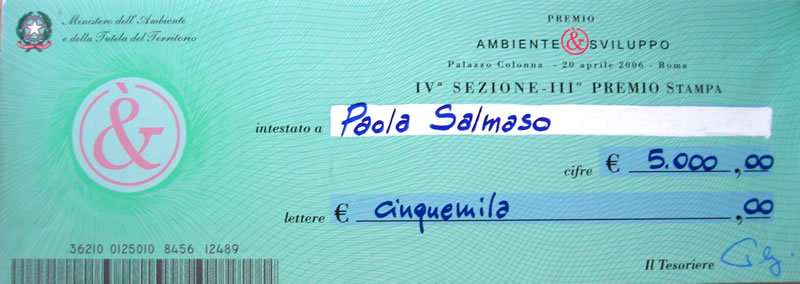 Ministero dell'Ambiente
e della Tutela del Territorio
PREMIO
AMBIENTE & SVILUPPO
Palazzo Colonna - 20 aprile 2006 - Roma
IVª SEZIONE-IIIº PREMIO STAMPA
&
intestato a Paola Salmaso
cifre € 5.000,00
lettere € cinquemila,00
36210 0125010 8456 12489
Il Tesoriere